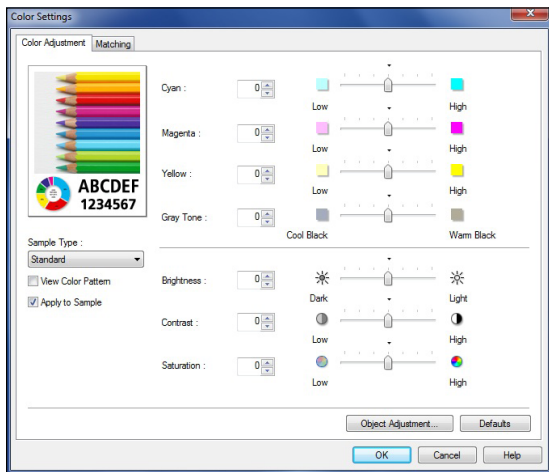 Color Settings
Color Adjustment Matching
Cyan : 0
Low High
Magenta : 0
Low High
Yellow : 0
Low High
ABCDEF
1234567
Gray Tone : 0
Cool Black Warm Black
Sample Type :
Standard
View Color Pattern
Apply to Sample
Brightness : 0
Dark Light
Contrast : 0
Low High
Saturation : 0
Low High
Object Adjustment... Defaults
OK Cancel Help